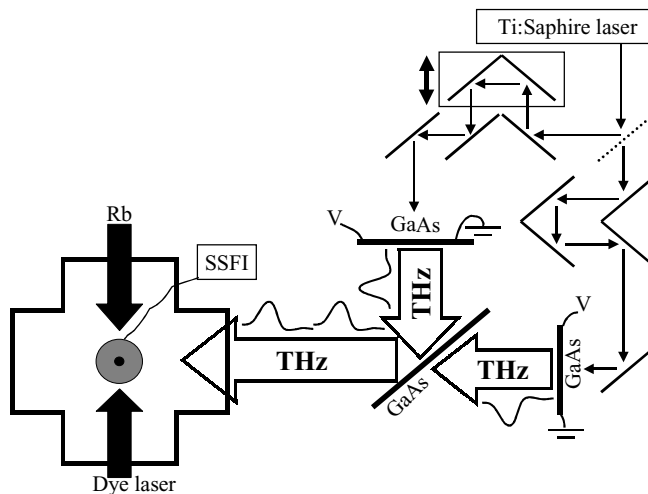 Ti:Saphire laser
V
GaAs
Rb
SSFI
THz
V
THz
THz
GaAs
GaAs
Dye laser